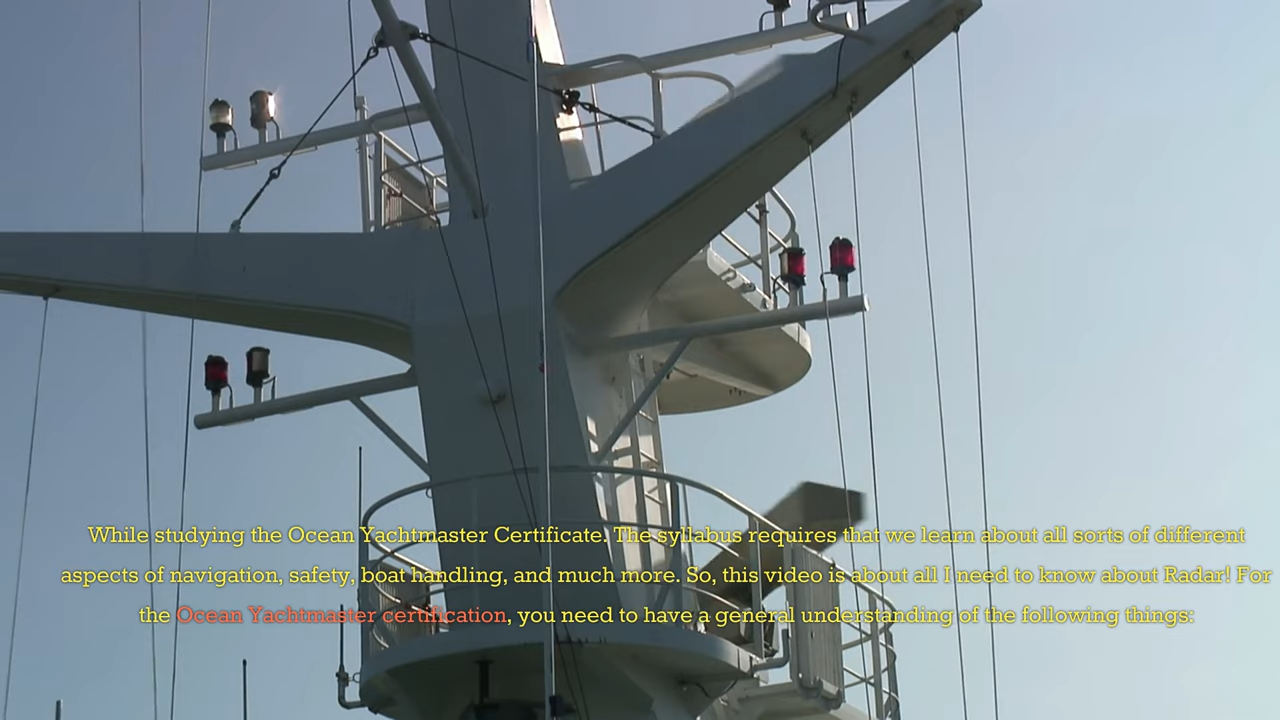 While studying the Ocean Yachtmaster Certificate. The syllabus requires that we learn about all sorts of different
aspects of navigation, safety, boat handling, and much more. So, this video is about all I need to know about Radar! For
the Ocean Yachtmaster certification, you need to have a general understanding of the following things: